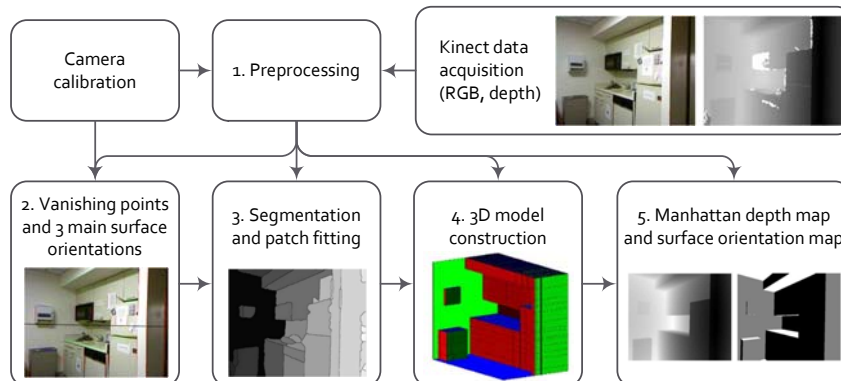 Camera
calibration
1. Preprocessing
Kinect data
acquisition
(RGB, depth)
2. Vanishing points
and 3 main surface
orientations
3. Segmentation
and patch fitting
4. 3D model
construction
5. Manhattan depth map
and surface orientation map